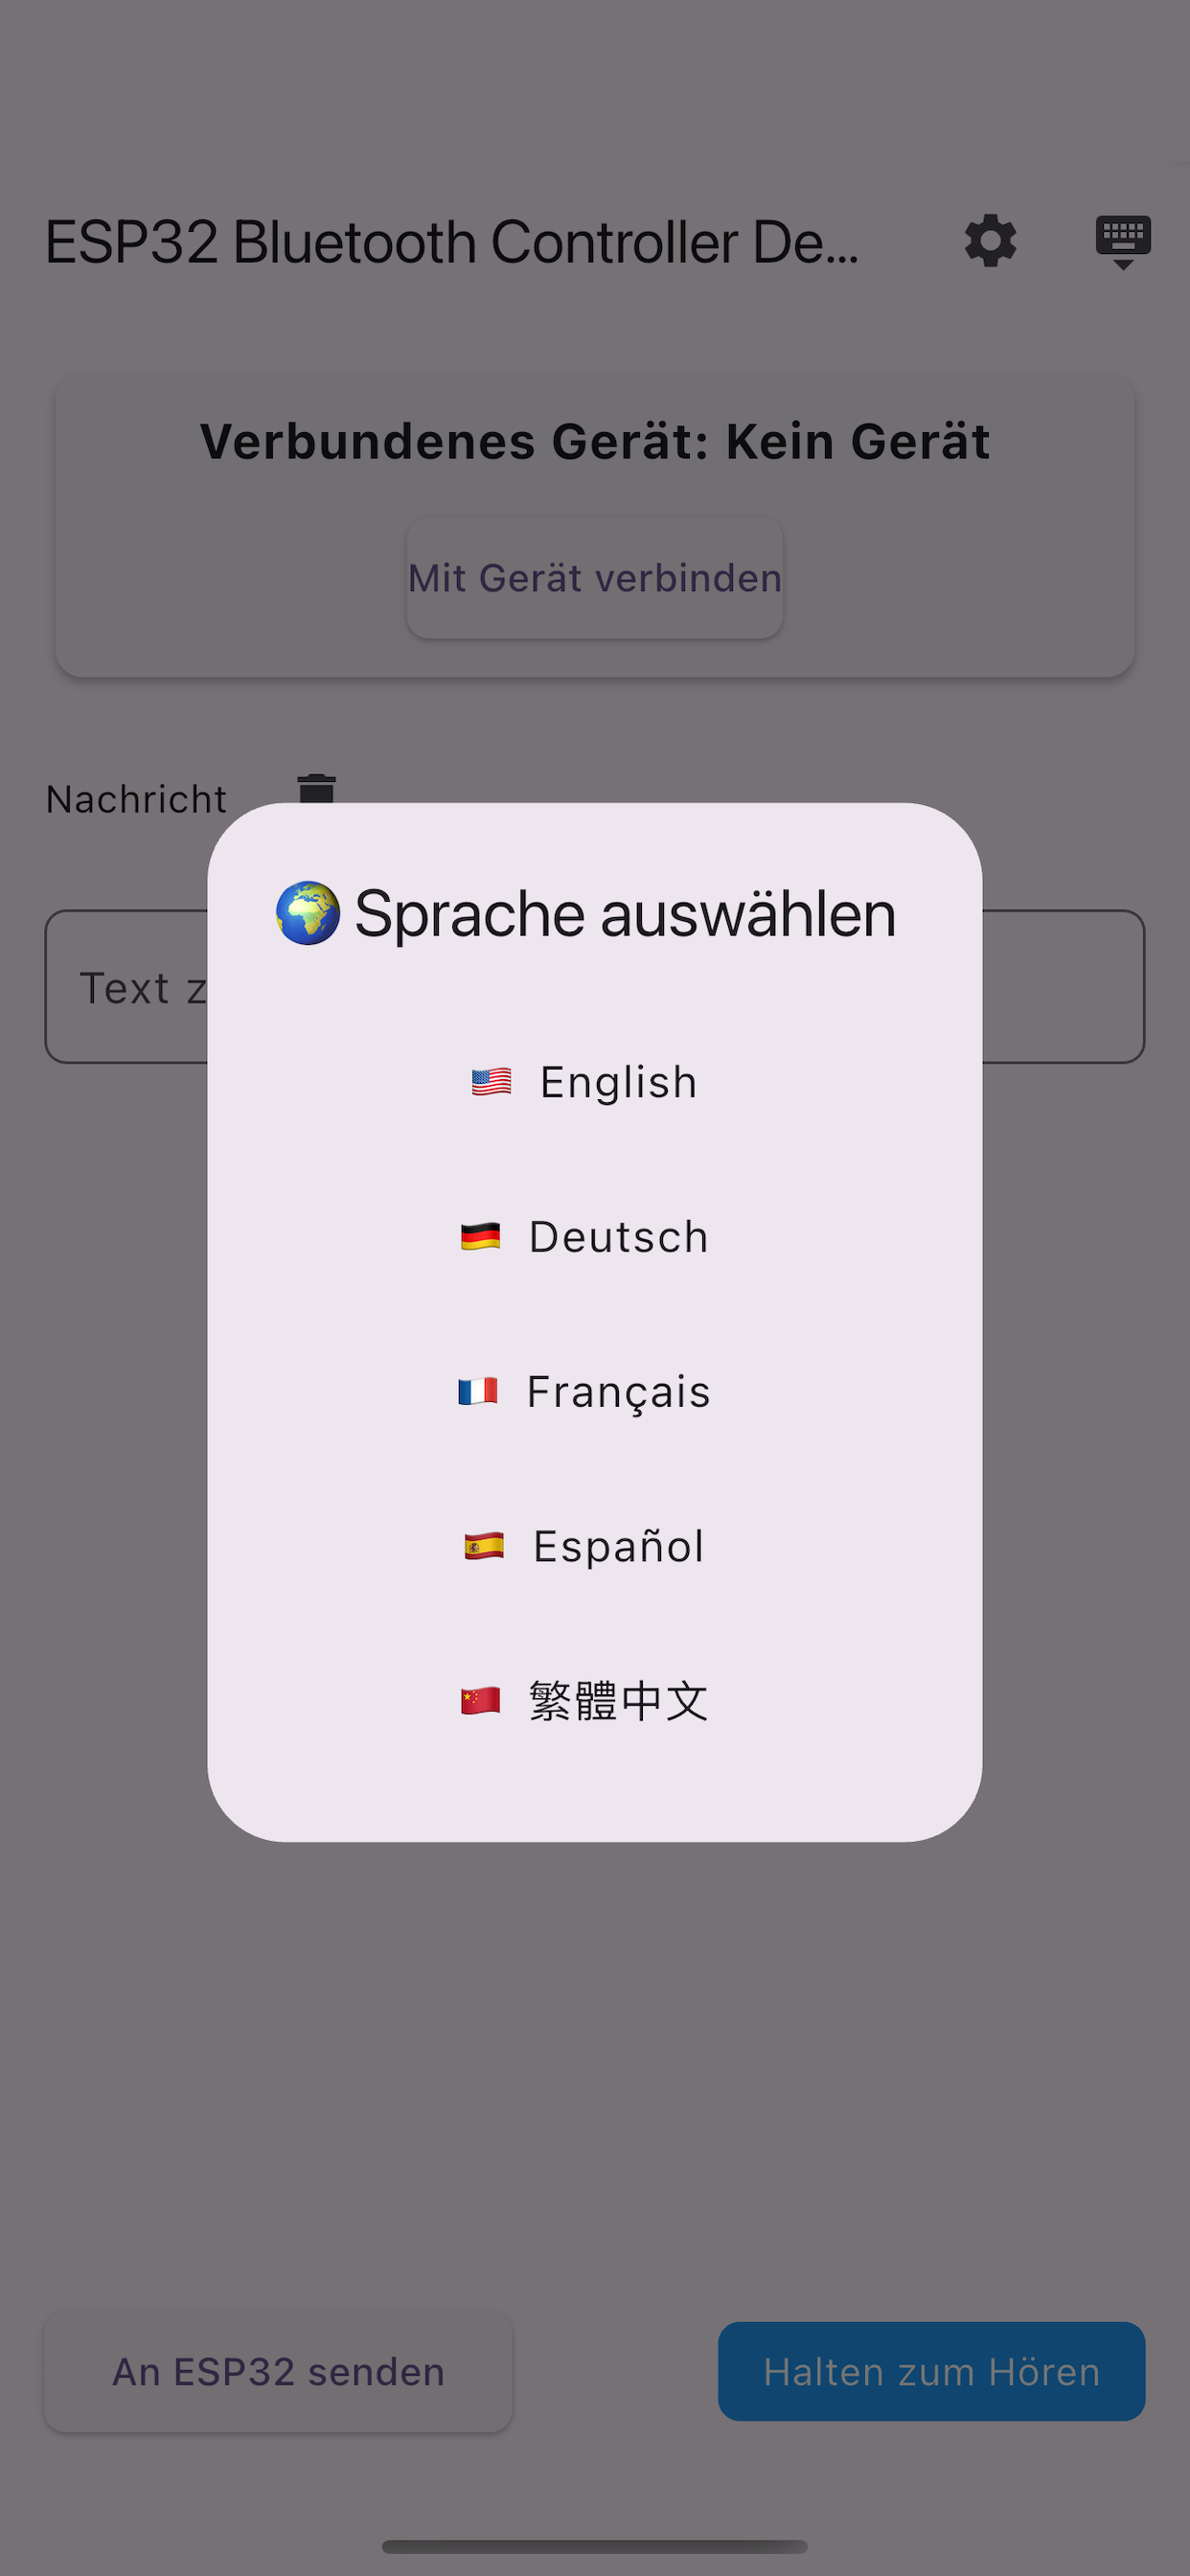 ESP32 Bluetooth Controller De...
Verbundenes Gerät: Kein Gerät
Mit Gerät verbinden
Nachricht
Text z
Sprache auswählen
English
Deutsch
Français
Español
繁體中文
An ESP32 senden
Halten zum Hören